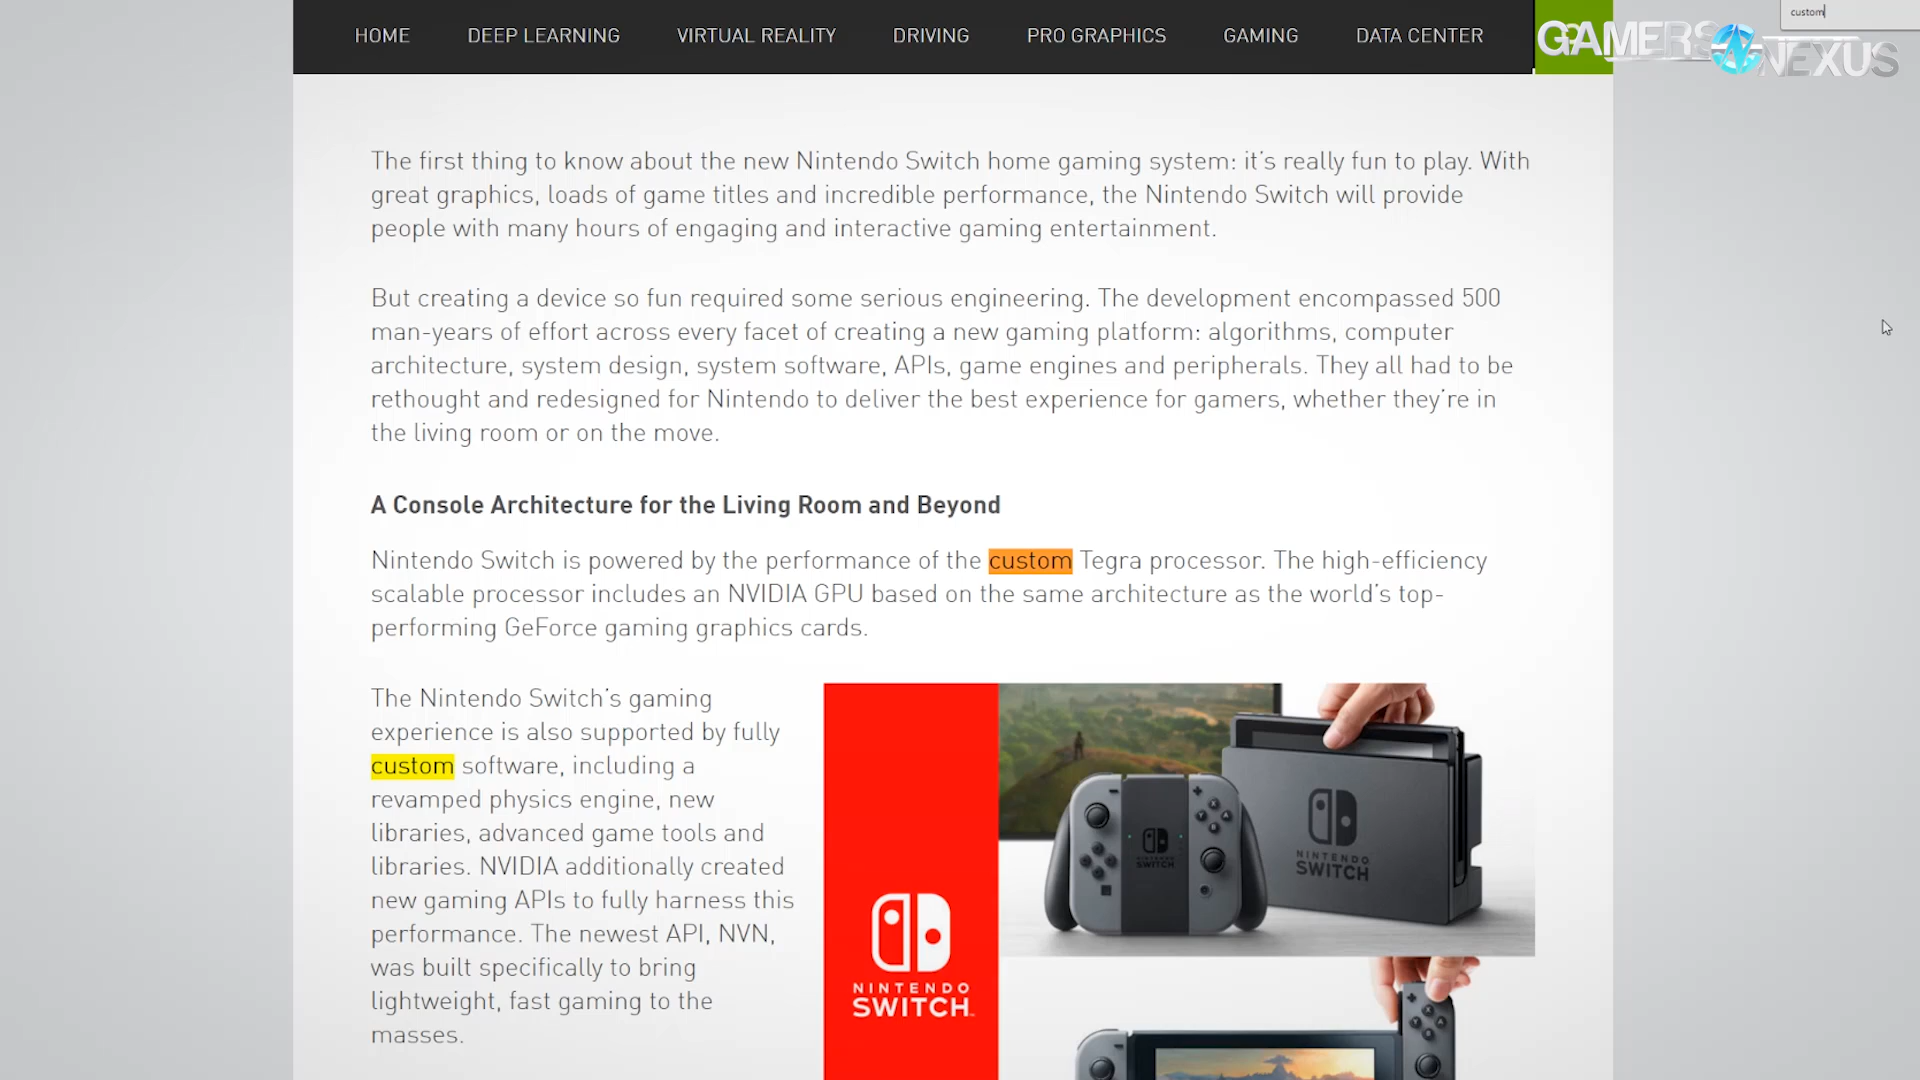 HOME DEEP LEARNING VIRTUAL REALITY DRIVING PRO GRAPHICS GAMING DATA CENTER
GAMERS NEXUS
custom
The first thing to know about the new Nintendo Switch home gaming system: it's really fun to play. With
great graphics, loads of game titles and incredible performance, the Nintendo Switch will provide
people with many hours of engaging and interactive gaming entertainment.
But creating a device so fun required some serious engineering. The development encompassed 500
man-years of effort across every facet of creating a new gaming platform: algorithms, computer
architecture, system design, system software, APIs, game engines and peripherals. They all had to be
rethought and redesigned for Nintendo to deliver the best experience for gamers, whether they're in
the living room or on the move.
A Console Architecture for the Living Room and Beyond
Nintendo Switch is powered by the performance of the custom Tegra processor. The high-efficiency
scalable processor includes an NVIDIA GPU based on the same architecture as the world's top-
performing GeForce gaming graphics cards.
The Nintendo Switch's gaming
experience is also supported by fully
custom software, including a
revamped physics engine, new
libraries, advanced game tools and
libraries. NVIDIA additionally created
new gaming APIs to fully harness this
performance. The newest API, NVN,
was built specifically to bring
lightweight, fast gaming to the
masses.
NINTENDO
SWITCH
NINTENDO
SWITCH
NINTENDO
SWITCH